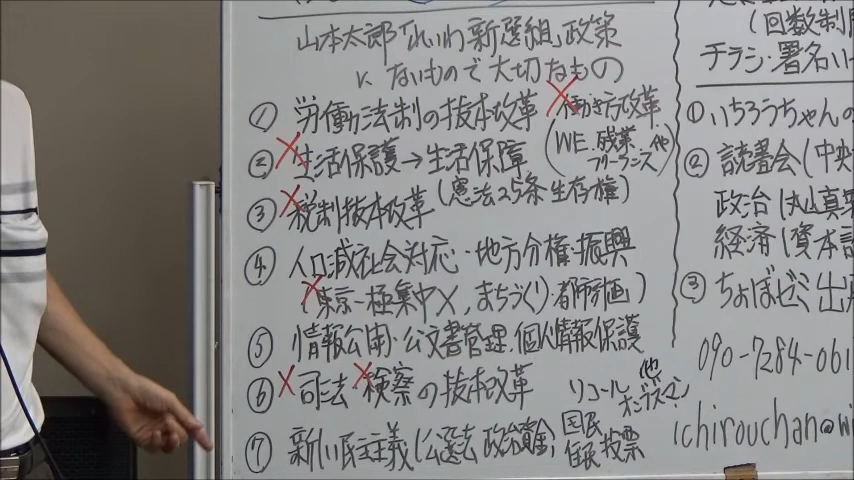 山本太郎「れいわ新選組」政策
に ないもので大切なもの
① 労働法制の抜本改革 働き方改革
(WE・残業 フリーランス 他)
② 生活保護→生活保障
(憲法25条 生存権)
③ 税制抜本改革
④ 人口減社会対応・地方分権・振興
(東京一極集中×, まちづくり・都市計画)
⑤ 情報公開・公文書管理, 個人情報保護
⑥ 司法・検察の抜本改革
⑦ 新しい民主義(公選法 政治資金)
リコール 他
オンブズマン
国民
住民 投票
(回数制
チラシ・署名
① いちろうちゃんの
② 読書会(中央
政治(丸山真
経済(資本
③ ちょぼゼミ 出
090-7284-061
ichirouchan@